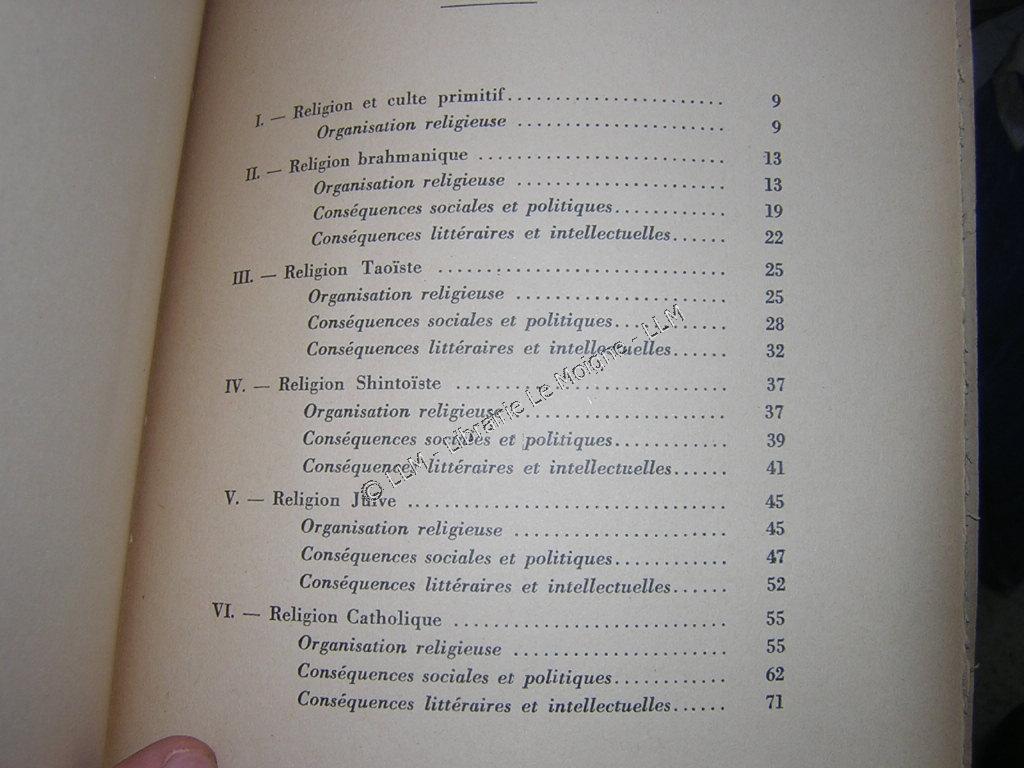 I. — Religion et culte primitif........................ 9
Organisation religieuse ...................... 9
II. — Religion brahmanique .......................... 13
Organisation religieuse ...................... 13
Conséquences sociales et politiques............ 19
Conséquences littéraires et intellectuelles...... 22
III. — Religion Taoïste .............................. 25
Organisation religieuse ...................... 25
Conséquences sociales et politiques............ 28
Conséquences littéraires et intellectuelles...... 32
IV. — Religion Shintoïste ............................ 37
Organisation religieuse ...................... 37
Conséquences sociales et politiques............ 39
Conséquences littéraires et intellectuelles...... 41
V. — Religion Juive ................................. 45
Organisation religieuse ...................... 45
Conséquences sociales et politiques............ 47
Conséquences littéraires et intellectuelles...... 52
VI. — Religion Catholique ............................ 55
Organisation religieuse ...................... 55
Conséquences sociales et politiques............ 62
Conséquences littéraires et intellectuelles...... 71
© LLM - Librairie Le Moigne - LLM